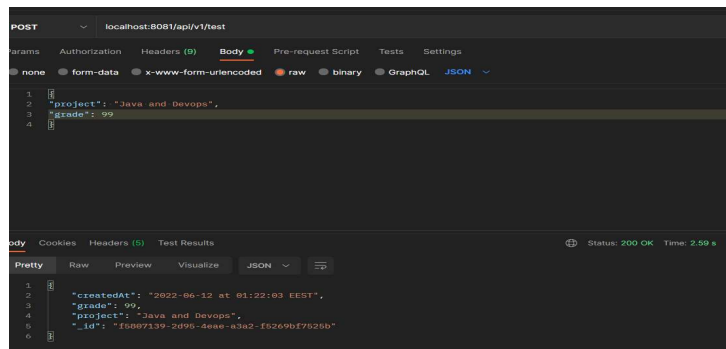 POST localhost:8081/api/v1/test
Params Authorization Headers (9) Body Pre-request Script Tests Settings
none form-data x-www-form-urlencoded raw binary GraphQL JSON
1 {
2 "project": "Java and Devops",
3 "grade": 99
4 }
Body Cookies Headers (5) Test Results Status: 200 OK Time: 2.59 s
Pretty Raw Preview Visualize JSON
1 {
2 "createdAt": "2022-06-12 at 01:22:03 EEST",
3 "grade": 99,
4 "project": "Java and Devops",
5 "_id": "f5807139-2d95-4eae-a3a2-f5269bf7525b"
6 }